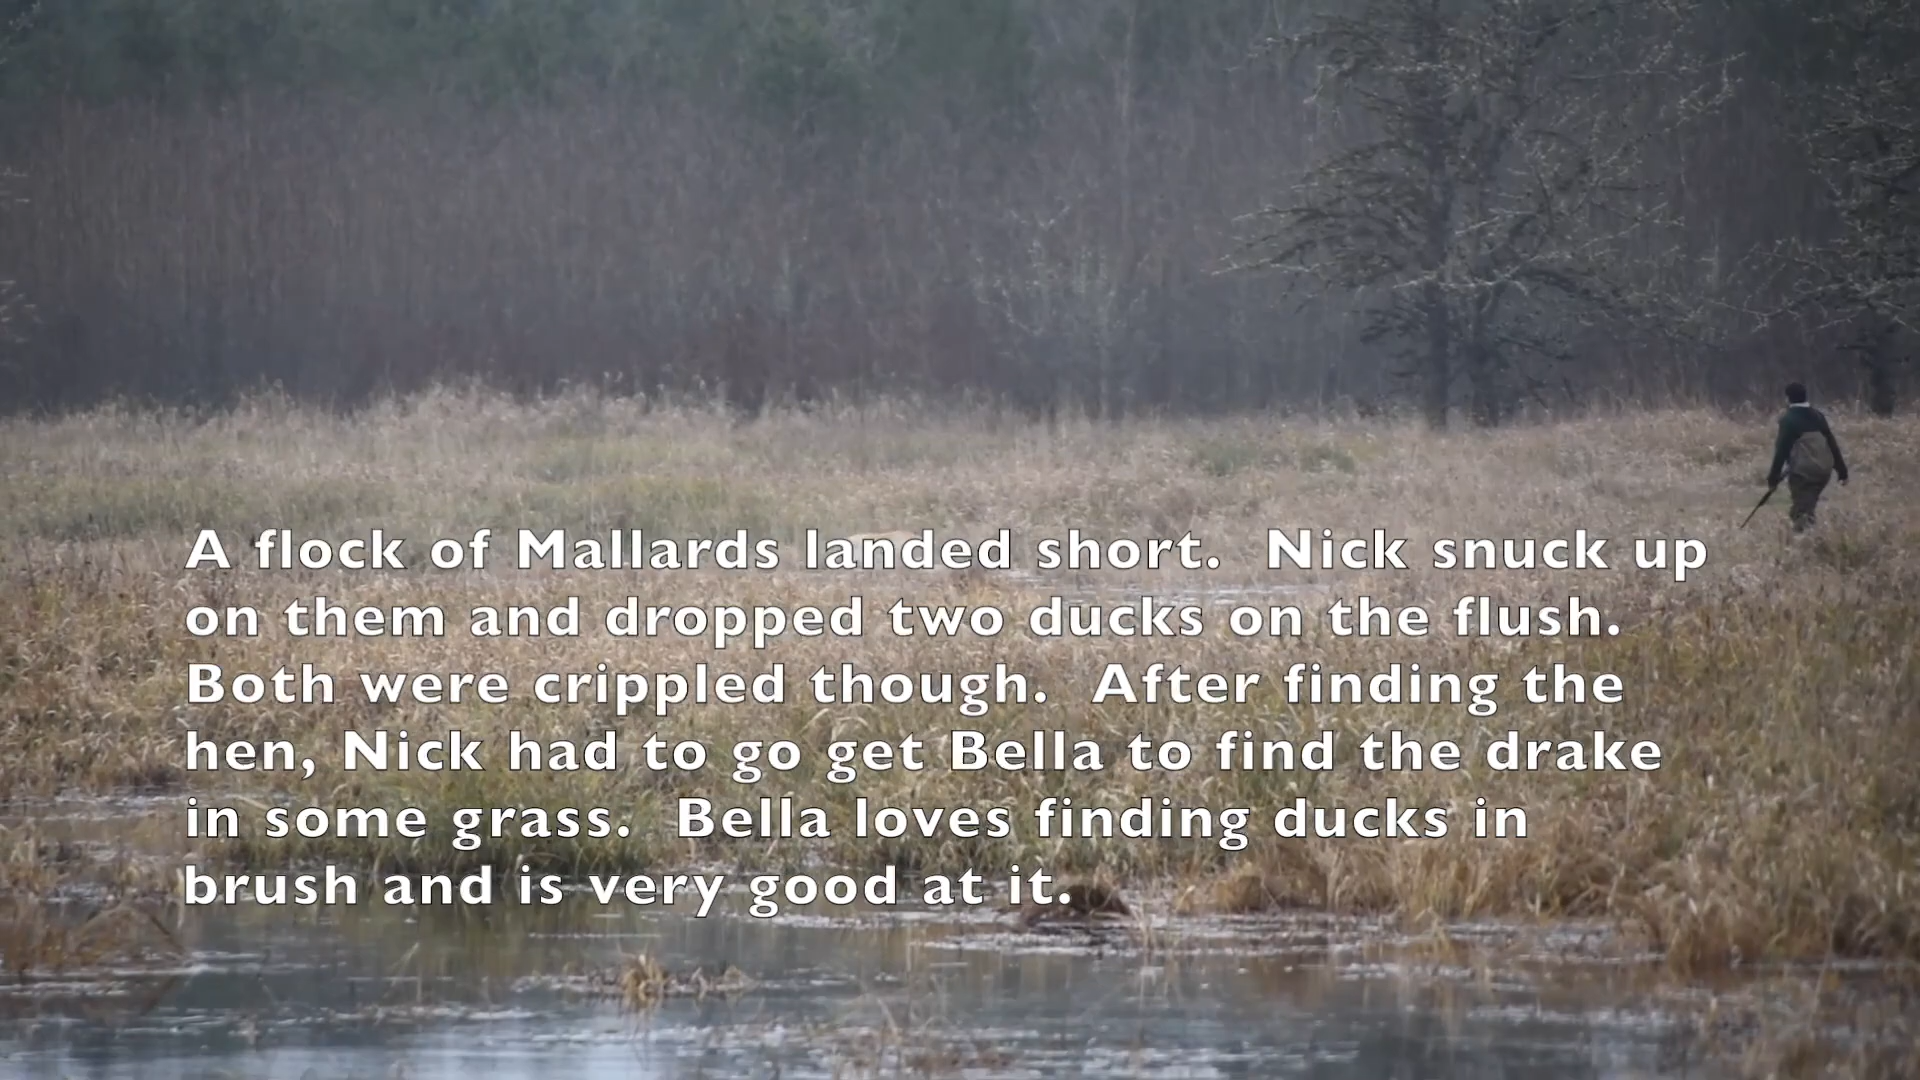 A flock of Mallards landed short.  Nick snuck up
on them and dropped two ducks on the flush.
Both were crippled though.  After finding the
hen, Nick had to go get Bella to find the drake
in some grass.  Bella loves finding ducks in
brush and is very good at it.